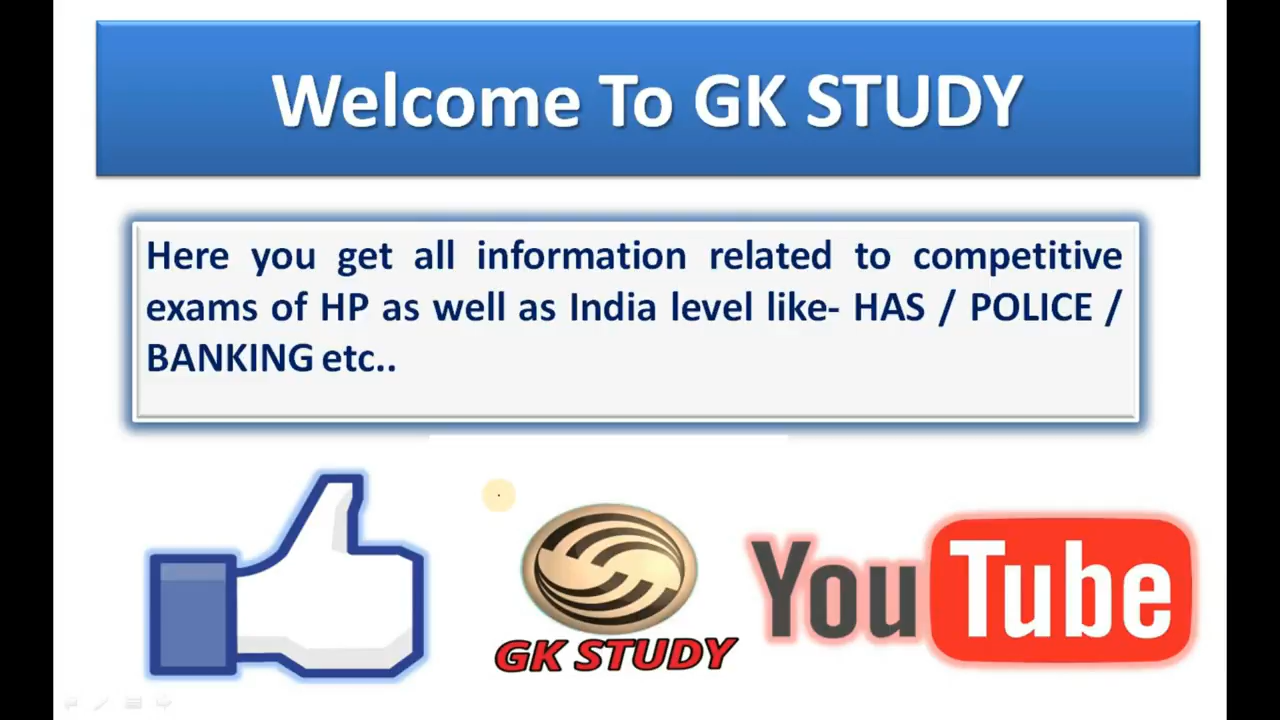 Welcome To GK STUDY
Here you get all information related to competitive
exams of HP as well as India level like- HAS / POLICE /
BANKING etc..
GK STUDY
YouTube